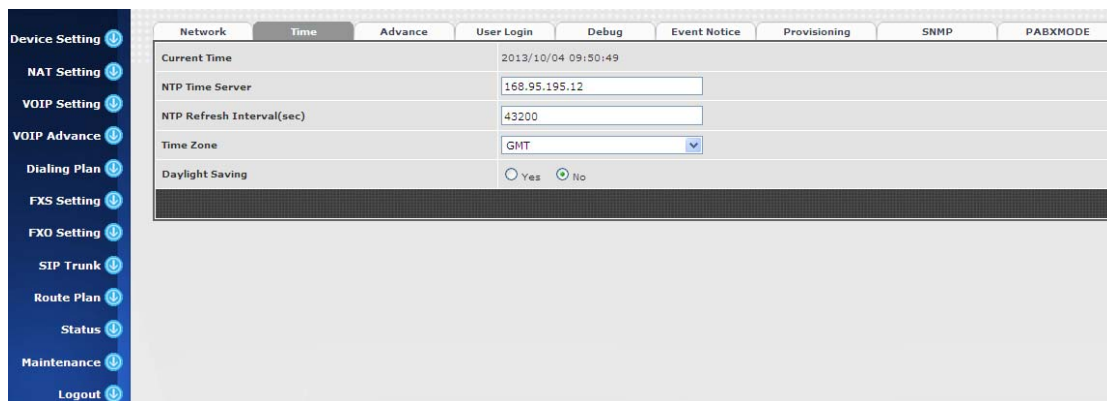 Device Setting
NAT Setting
VOIP Setting
VOIP Advance
Dialing Plan
FXS Setting
FXO Setting
SIP Trunk
Route Plan
Status
Maintenance
Logout
Network Time Advance User Login Debug Event Notice Provisioning SNMP PABXMODE
Current Time 2013/10/04 09:50:49
NTP Time Server 168.95.195.12
NTP Refresh Interval(sec) 43200
Time Zone GMT
Daylight Saving Yes No